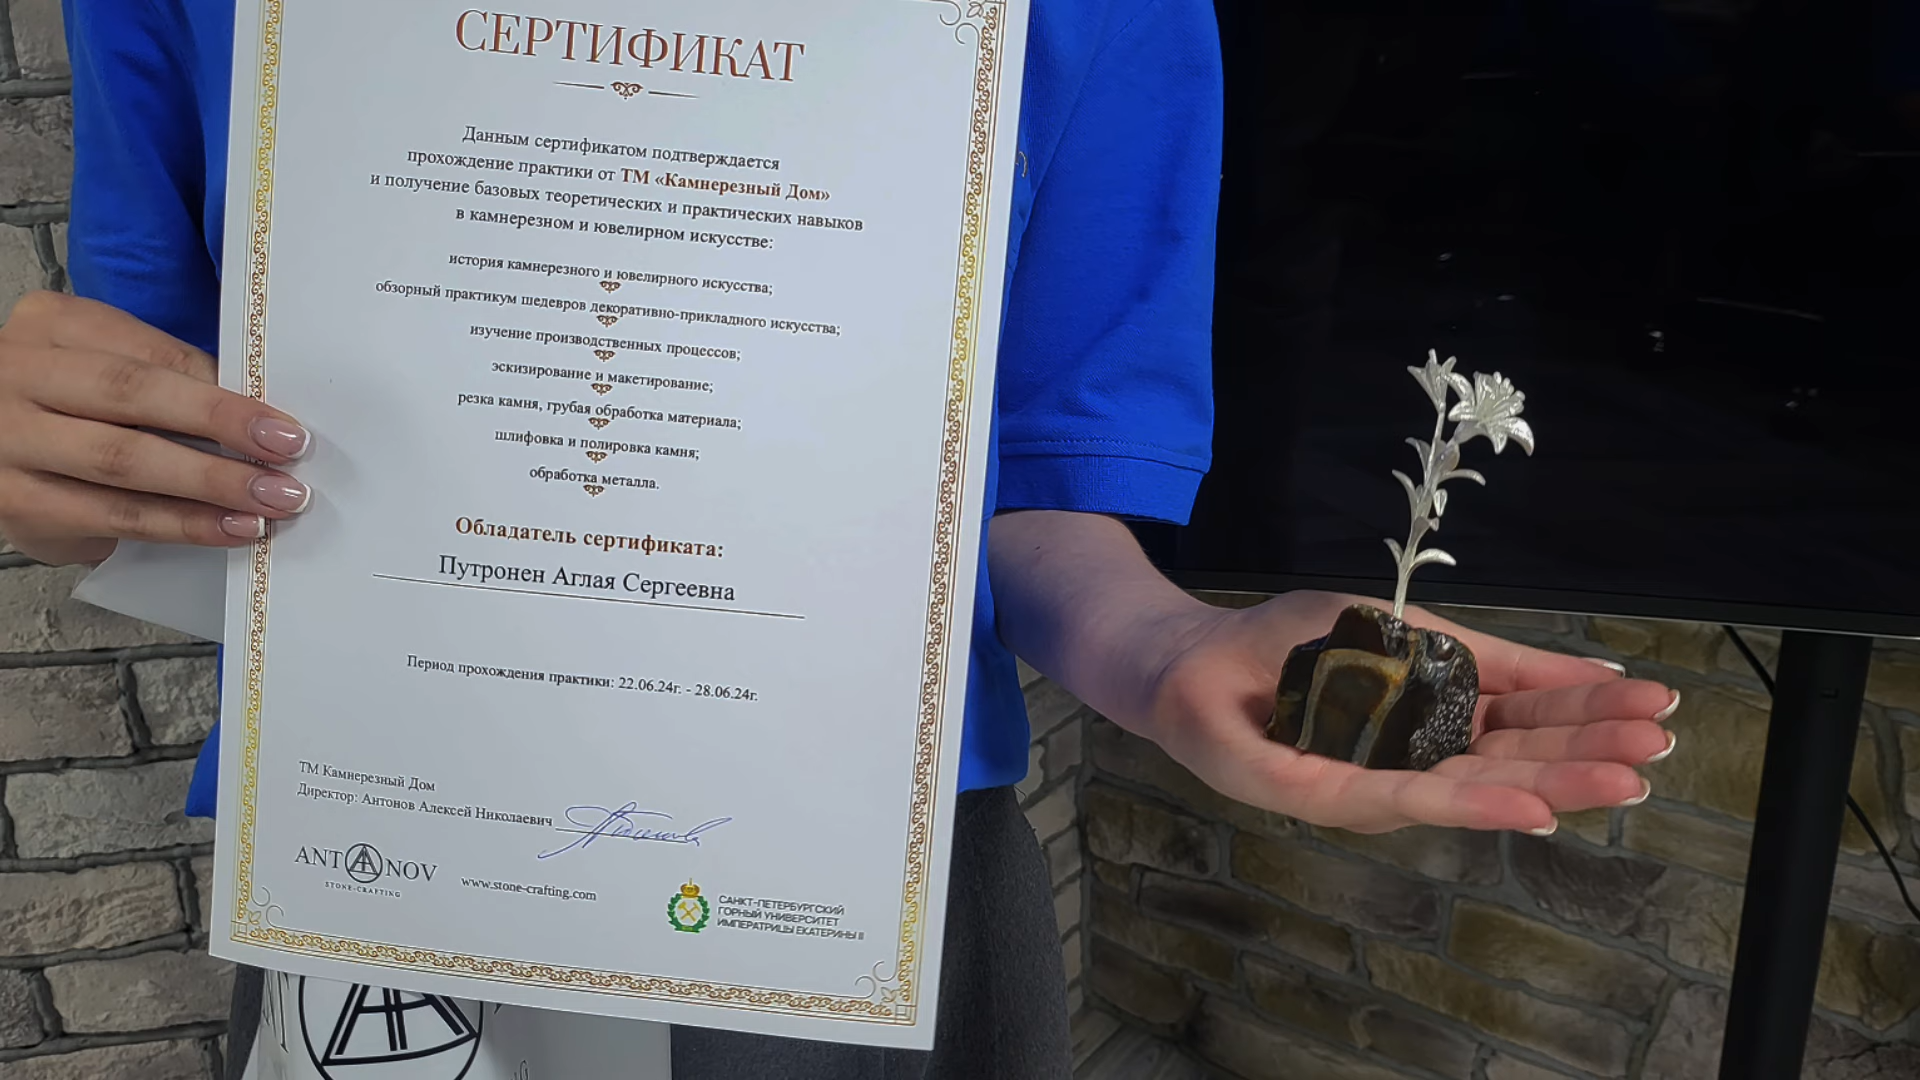 СЕРТИФИКАТ
Данным сертификатом подтверждается
прохождение практики от ТМ «Камнерезный Дом»
и получение базовых теоретических и практических навыков
в камнерезном и ювелирном искусстве:
история камнерезного и ювелирного искусства;
обзорный практикум шедевров декоративно-прикладного искусства;
изучение производственных процессов;
эскизирование и макетирование;
резка камня, грубая обработка материала;
шлифовка и полировка камня;
обработка металла.
Обладатель сертификата:
Путронен Аглая Сергеевна
Период прохождения практики: 22.06.24г. - 28.06.24г.
ТМ Камнерезный Дом
Директор: Антонов Алексей Николаевич
ANTANOV
STONE-CRAFTING
www.stone-crafting.com
САНКТ-ПЕТЕРБУРГСКИЙ
ГОРНЫЙ УНИВЕРСИТЕТ
ИМПЕРАТРИЦЫ ЕКАТЕРИНЫ II